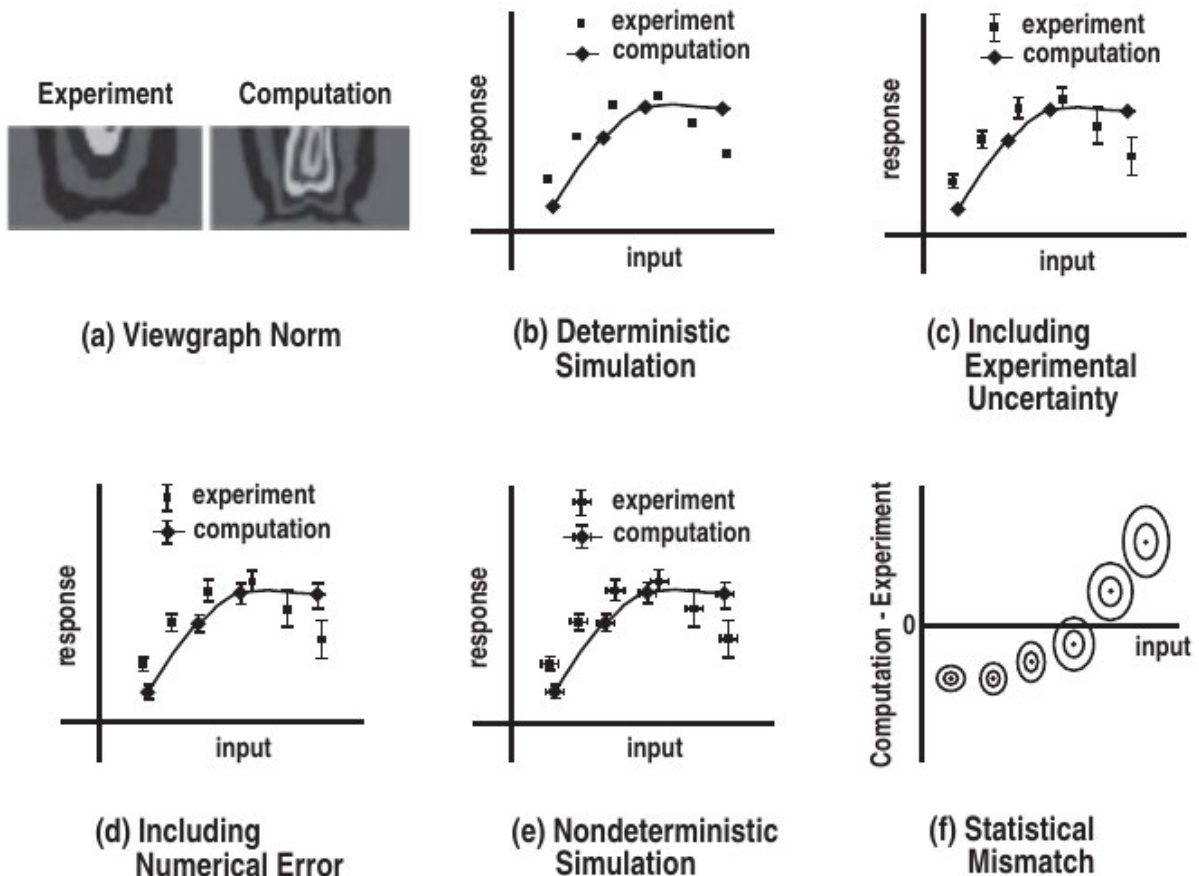 Experiment
Computation
(a) Viewgraph Norm
experiment
computation
response
input
(b) Deterministic
Simulation
experiment
computation
response
input
(c) Including
Experimental
Uncertainty
experiment
computation
response
input
(d) Including
Numerical Error
experiment
computation
response
input
(e) Nondeterministic
Simulation
Computation - Experiment
0
input
(f) Statistical
Mismatch